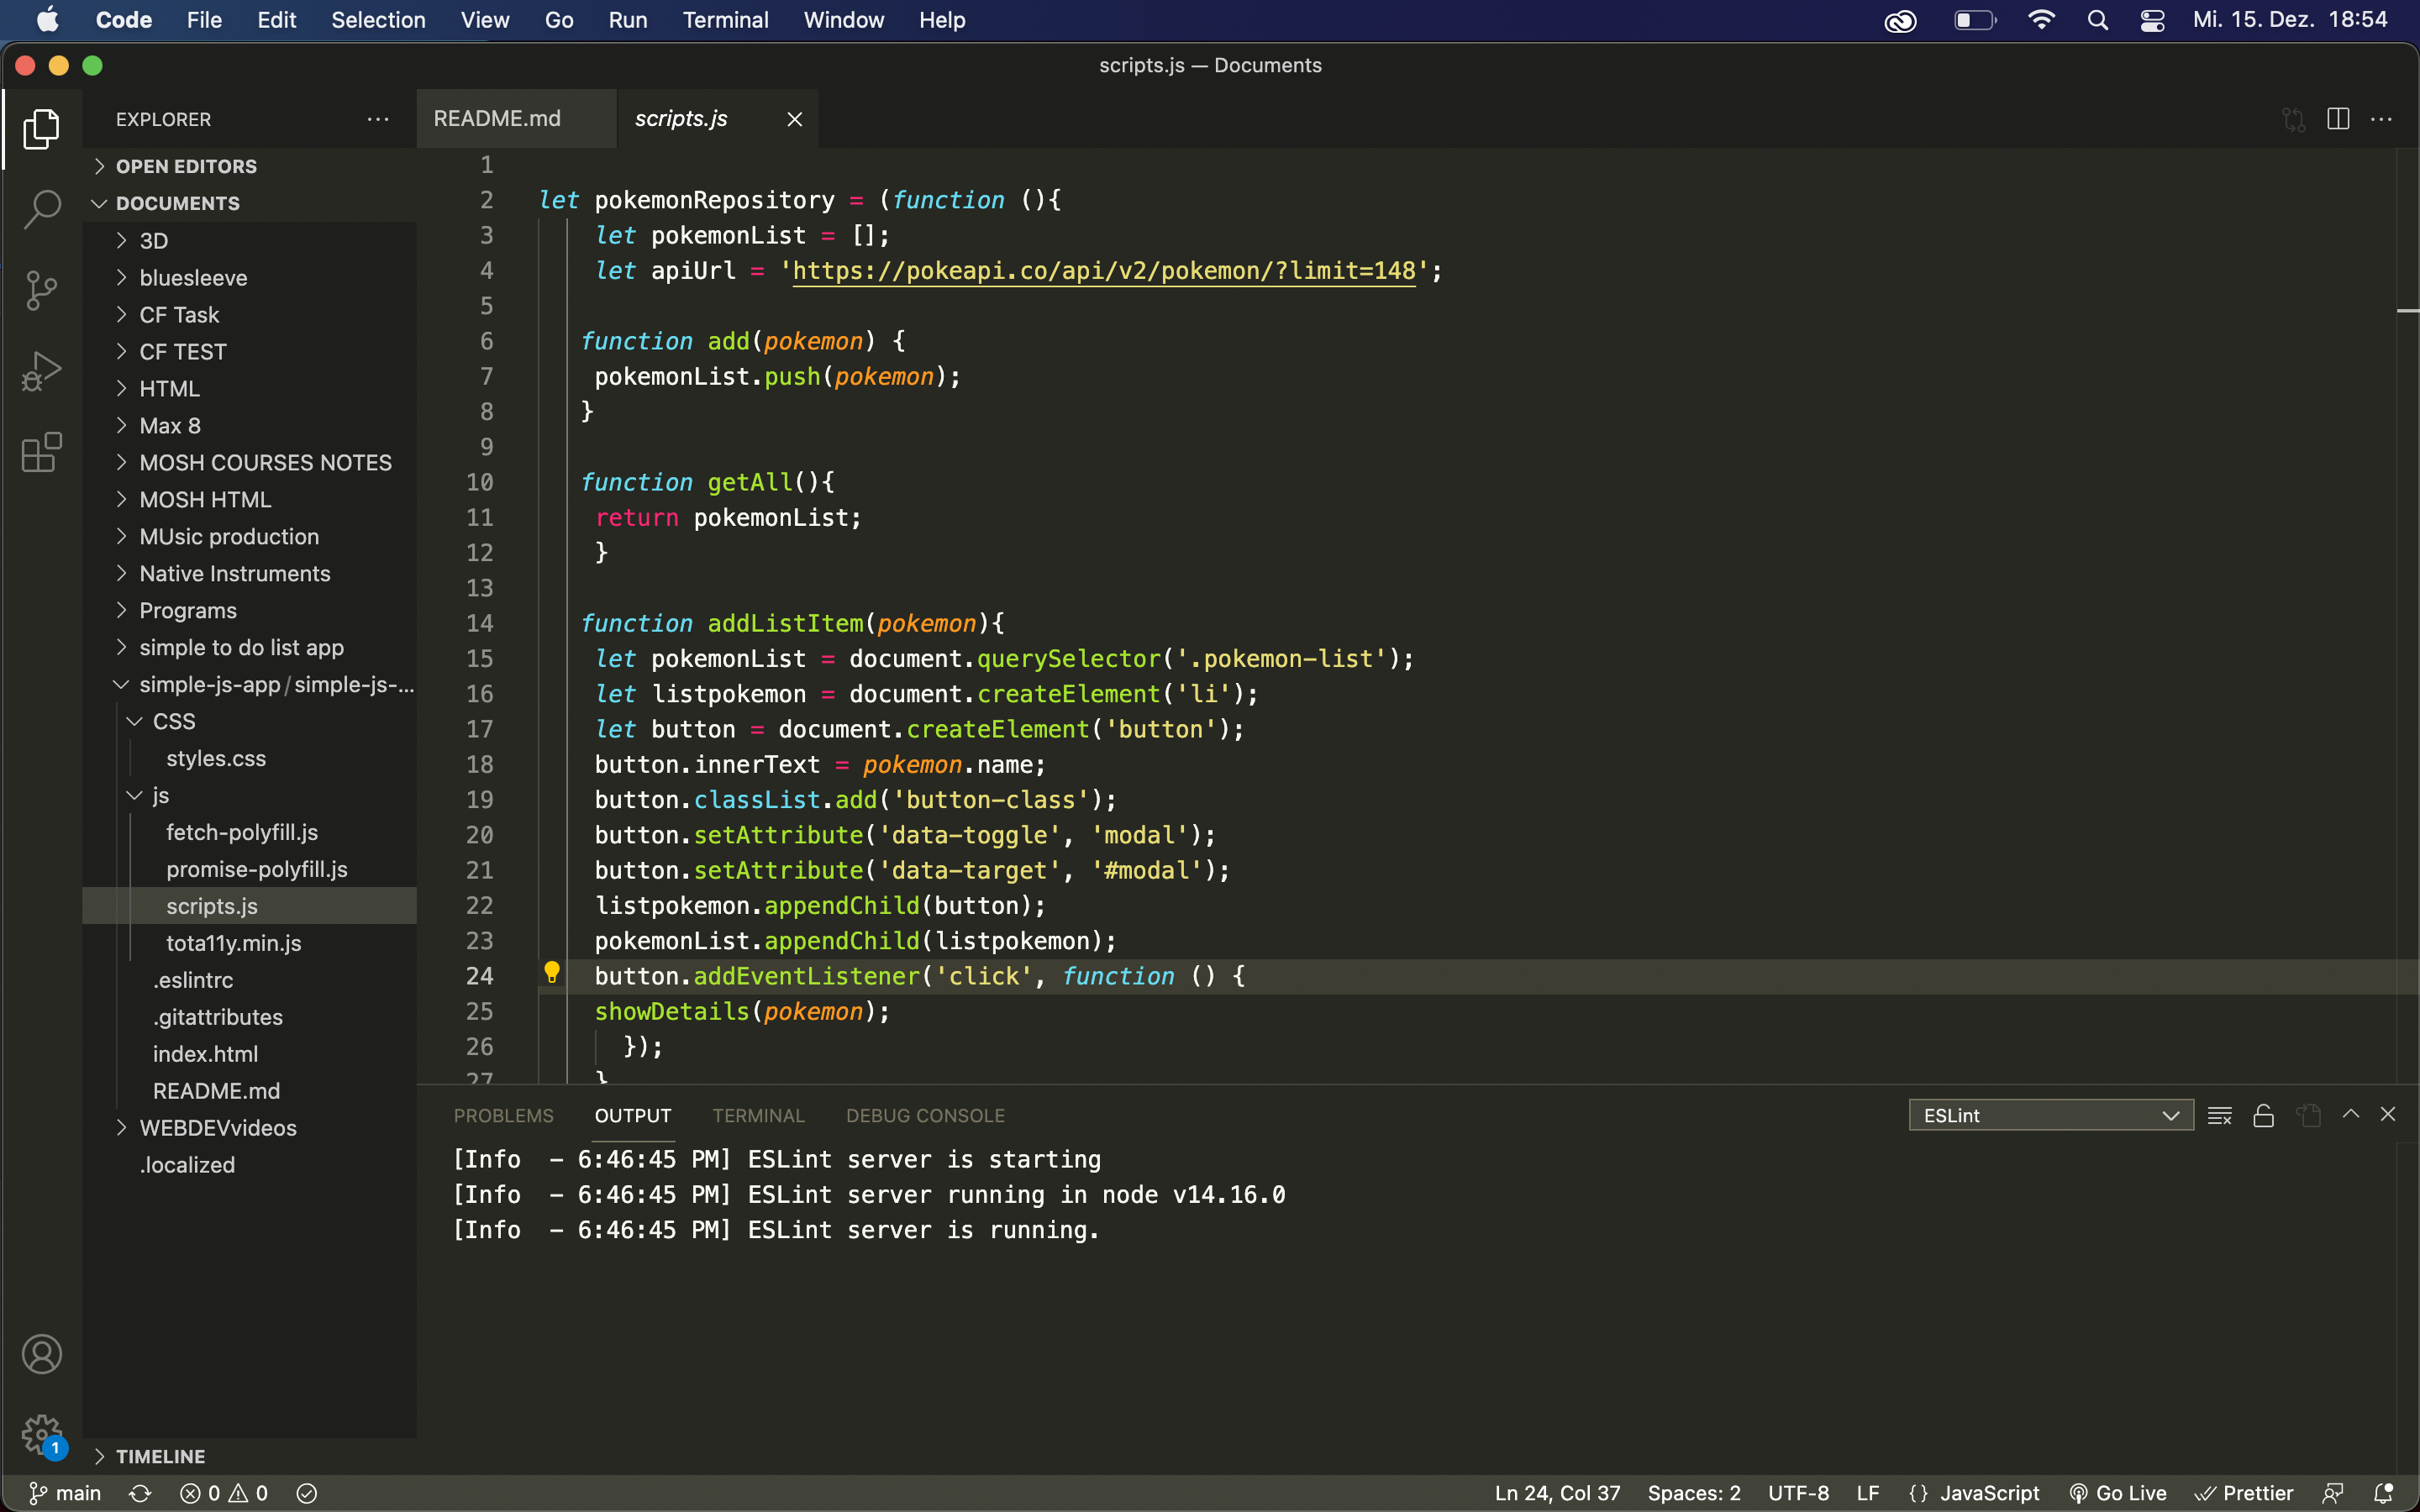 Code File Edit Selection View Go Run Terminal Window Help Mi. 15. Dez. 18:54
scripts.js — Documents
EXPLORER
README.md scripts.js
OPEN EDITORS
DOCUMENTS
3D
bluesleeve
CF Task
CF TEST
HTML
Max 8
MOSH COURSES NOTES
MOSH HTML
MUsic production
Native Instruments
Programs
simple to do list app
simple-js-app/simple-js-...
CSS
styles.css
js
fetch-polyfill.js
promise-polyfill.js
scripts.js
tota11y.min.js
.eslintrc
.gitattributes
index.html
README.md
WEBDEVvideos
.localized
TIMELINE
1
1
2 let pokemonRepository = (function (){
3 let pokemonList = [];
4 let apiUrl = 'https://pokeapi.co/api/v2/pokemon/?limit=148';
5
6 function add(pokemon) {
7 pokemonList.push(pokemon);
8 }
9
10 function getAll(){
11 return pokemonList;
12 }
13
14 function addListItem(pokemon){
15 let pokemonList = document.querySelector('.pokemon-list');
16 let listpokemon = document.createElement('li');
17 let button = document.createElement('button');
18 button.innerText = pokemon.name;
19 button.classList.add('button-class');
20 button.setAttribute('data-toggle', 'modal');
21 button.setAttribute('data-target', '#modal');
22 listpokemon.appendChild(button);
23 pokemonList.appendChild(listpokemon);
24 button.addEventListener('click', function () {
25 showDetails(pokemon);
26 });
27 }
PROBLEMS OUTPUT TERMINAL DEBUG CONSOLE ESLint
[Info - 6:46:45 PM] ESLint server is starting
[Info - 6:46:45 PM] ESLint server running in node v14.16.0
[Info - 6:46:45 PM] ESLint server is running.
main 0 0 Ln 24, Col 37 Spaces: 2 UTF-8 LF {} JavaScript Go Live Prettier